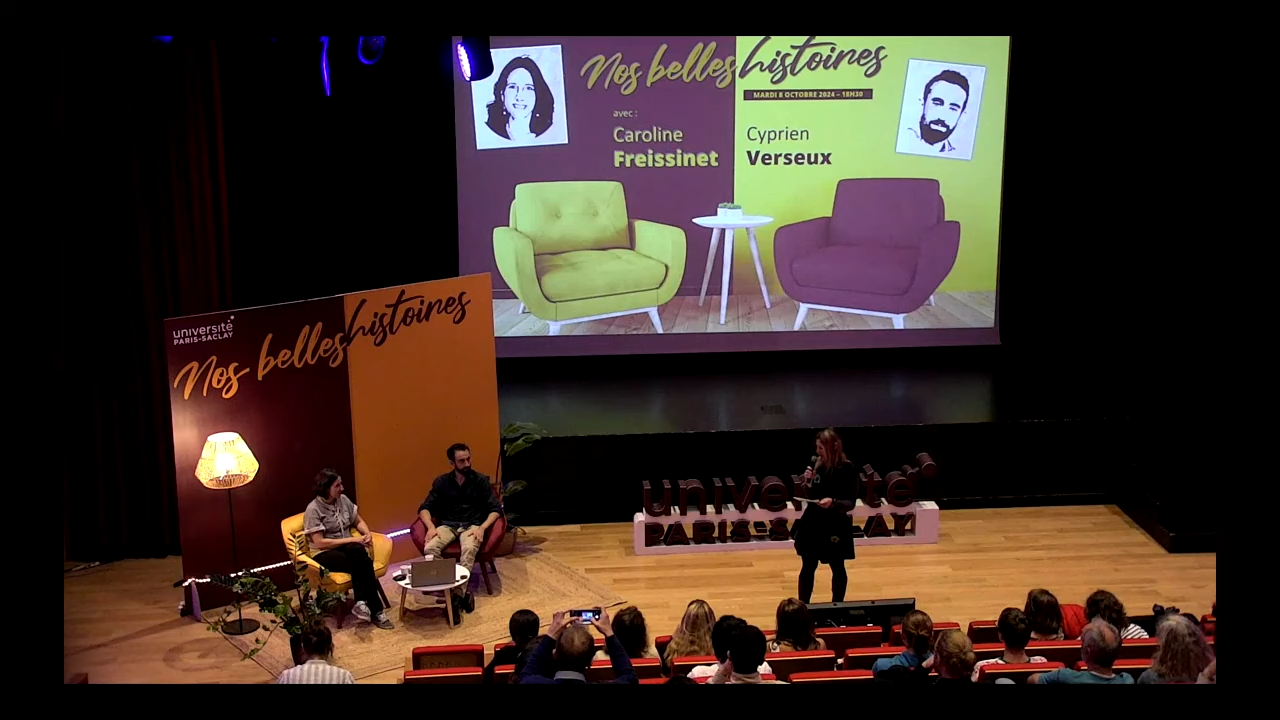 Nos belles histoires
MARDI 8 OCTOBRE 2024 – 18H30
avec :
Caroline
Freissinet
Cyprien
Verseux
université
PARIS-SACLAY
Nos belles histoires
université
PARIS-SACLAY